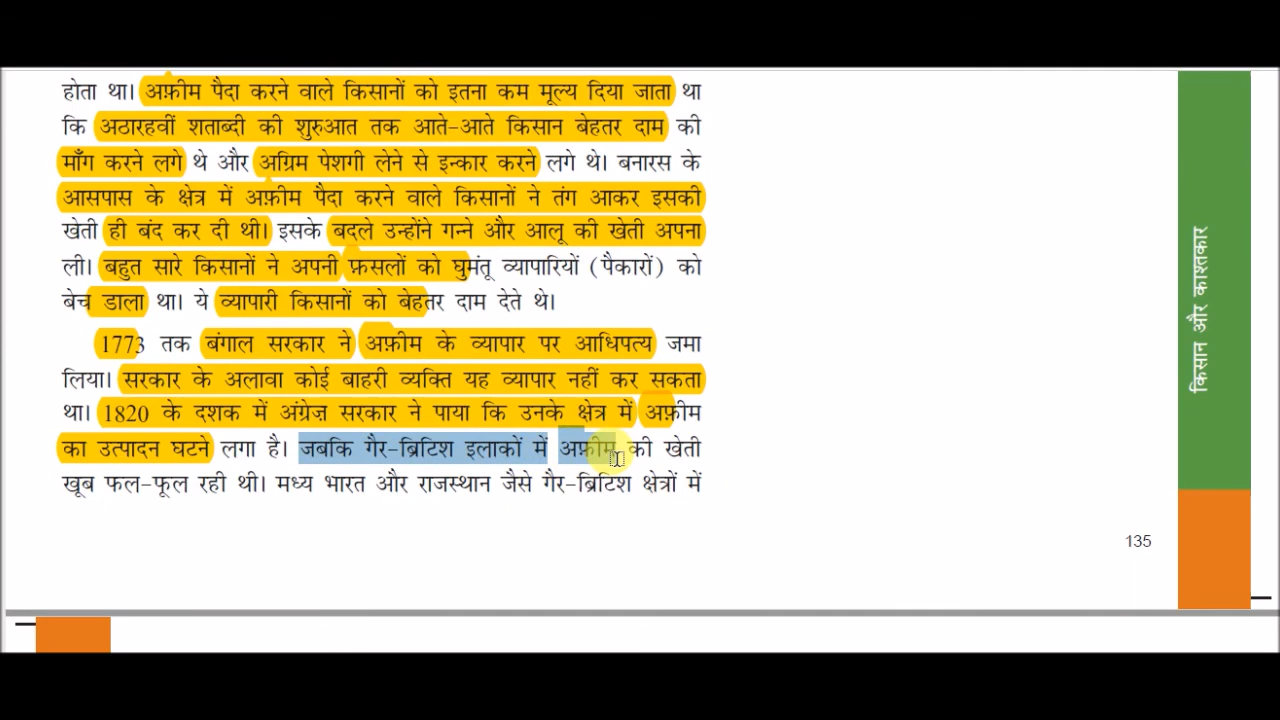 होता था। अफ़ीम पैदा करने वाले किसानों को इतना कम मूल्य दिया जाता था
कि अठारहवीं शताब्दी की शुरुआत तक आते-आते किसान बेहतर दाम की
माँग करने लगे थे और अग्रिम पेशगी लेने से इन्कार करने लगे थे। बनारस के
आसपास के क्षेत्र में अफ़ीम पैदा करने वाले किसानों ने तंग आकर इसकी
खेती ही बंद कर दी थी। इसके बदले उन्होंने गन्ने और आलू की खेती अपना
ली। बहुत सारे किसानों ने अपनी फ़सलों को घुमंतू व्यापारियों (पैकारों) को
बेच डाला था। ये व्यापारी किसानों को बेहतर दाम देते थे।
1773 तक बंगाल सरकार ने अफ़ीम के व्यापार पर आधिपत्य जमा
लिया। सरकार के अलावा कोई बाहरी व्यक्ति यह व्यापार नहीं कर सकता
था। 1820 के दशक में अंग्रेज़ सरकार ने पाया कि उनके क्षेत्र में अफ़ीम
का उत्पादन घटने लगा है। जबकि गैर-ब्रिटिश इलाकों में अफ़ीम की खेती
खूब फल-फूल रही थी। मध्य भारत और राजस्थान जैसे गैर-ब्रिटिश क्षेत्रों में
135
किसान और काश्तकार